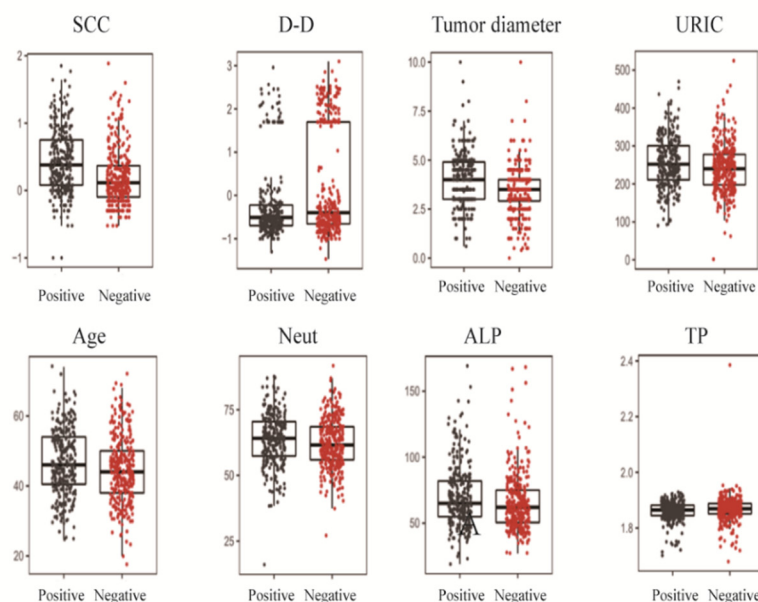 SCC D-D Tumor diameter URIC
2 3 10.0 500
1 2 7.5 400
1 5.0 300
0 0 2.5 200
-1 -1 0.0 100
0
Positive Negative Positive Negative Positive Negative Positive Negative
Age Neut ALP TP
60 75 150 2.4
40 50 100 2.2
20 25 50 2.0
1.8
Positive Negative Positive Negative Positive Negative Positive Negative